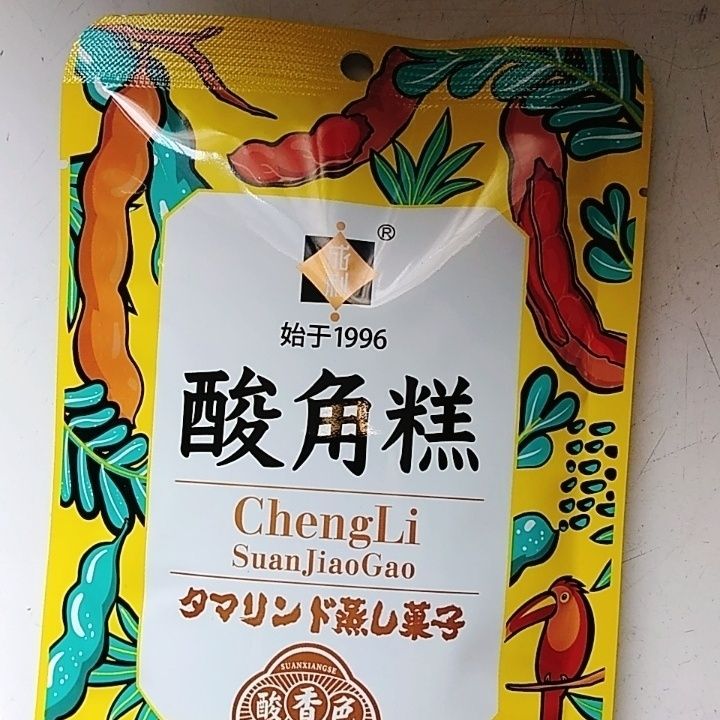 ®
始于1996
酸角糕
ChengLi
SuanJiaoGao
タマリンド蒸し菓子
SUANXIANGSE
酸香色